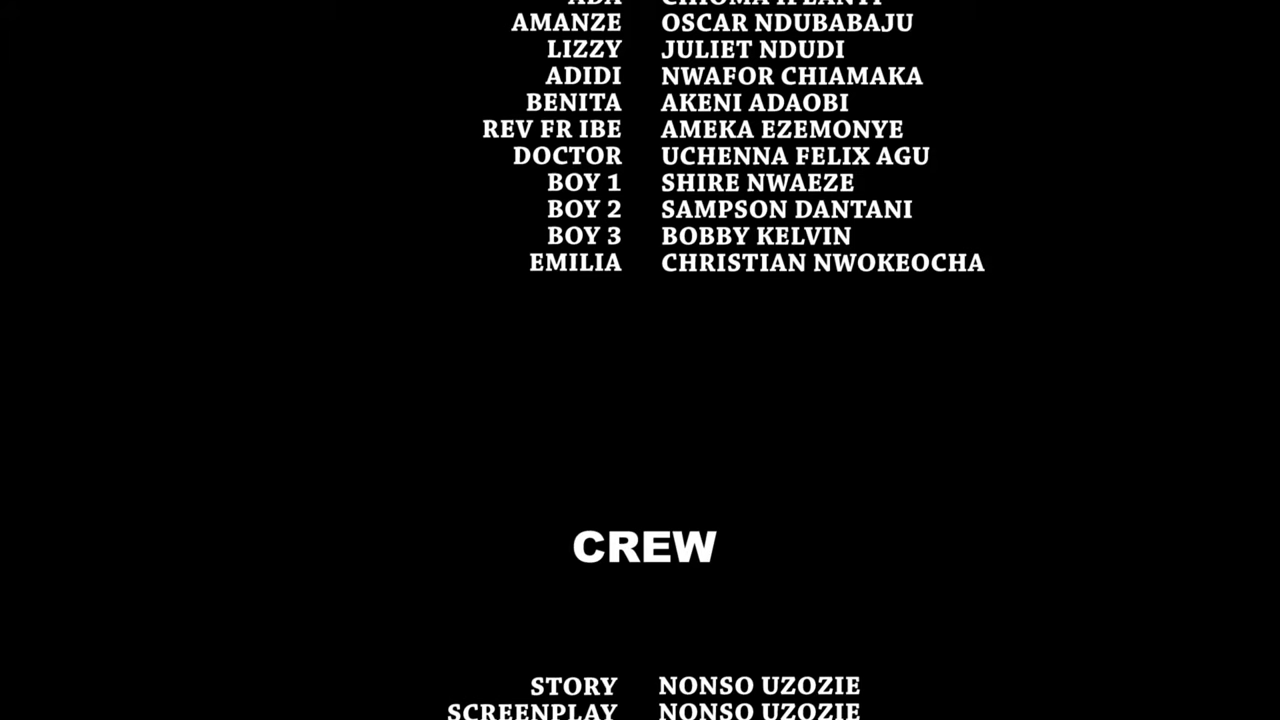 ADA CHIOMA
AMANZE OSCAR NDUBABAJU
LIZZY JULIET NDUDI
ADIDI NWAFOR CHIAMAKA
BENITA AKENI ADAOBI
REV FR IBE AMEKA EZEMONYE
DOCTOR UCHENNA FELIX AGU
BOY 1 SHIRE NWAEZE
BOY 2 SAMPSON DANTANI
BOY 3 BOBBY KELVIN
EMILIA CHRISTIAN NWOKEOCHA
CREW
STORY NONSO UZOZIE
SCREENPLAY NONSO UZOZIE